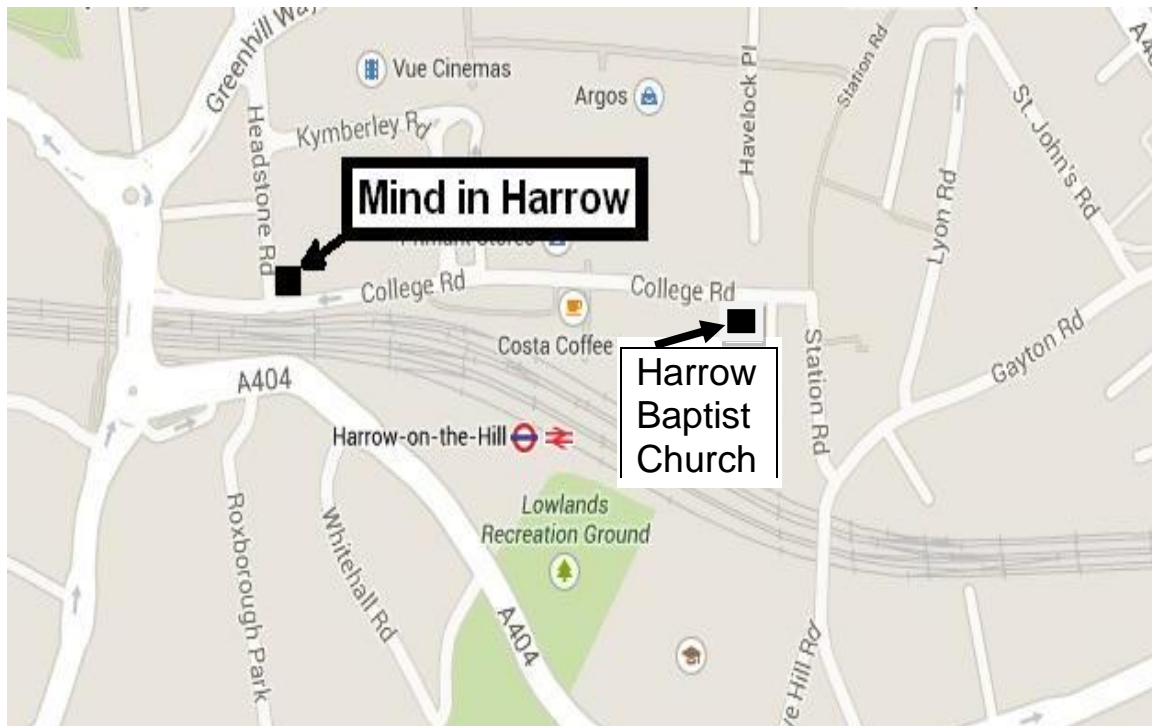 Greenhill Way
Vue Cinemas
Argos
Havelock Pl
Station Rd
St. John's Rd
Headstone Rd
Kymberley Rd
Mind in Harrow
Lyon Rd
College Rd
College Rd
Costa Coffee
Harrow
Baptist
Church
Station Rd
Gayton Rd
A404
Harrow-on-the-Hill
Lowlands
Recreation Ground
Roxborough Park
Whitehall Rd
A404
Hill Rd